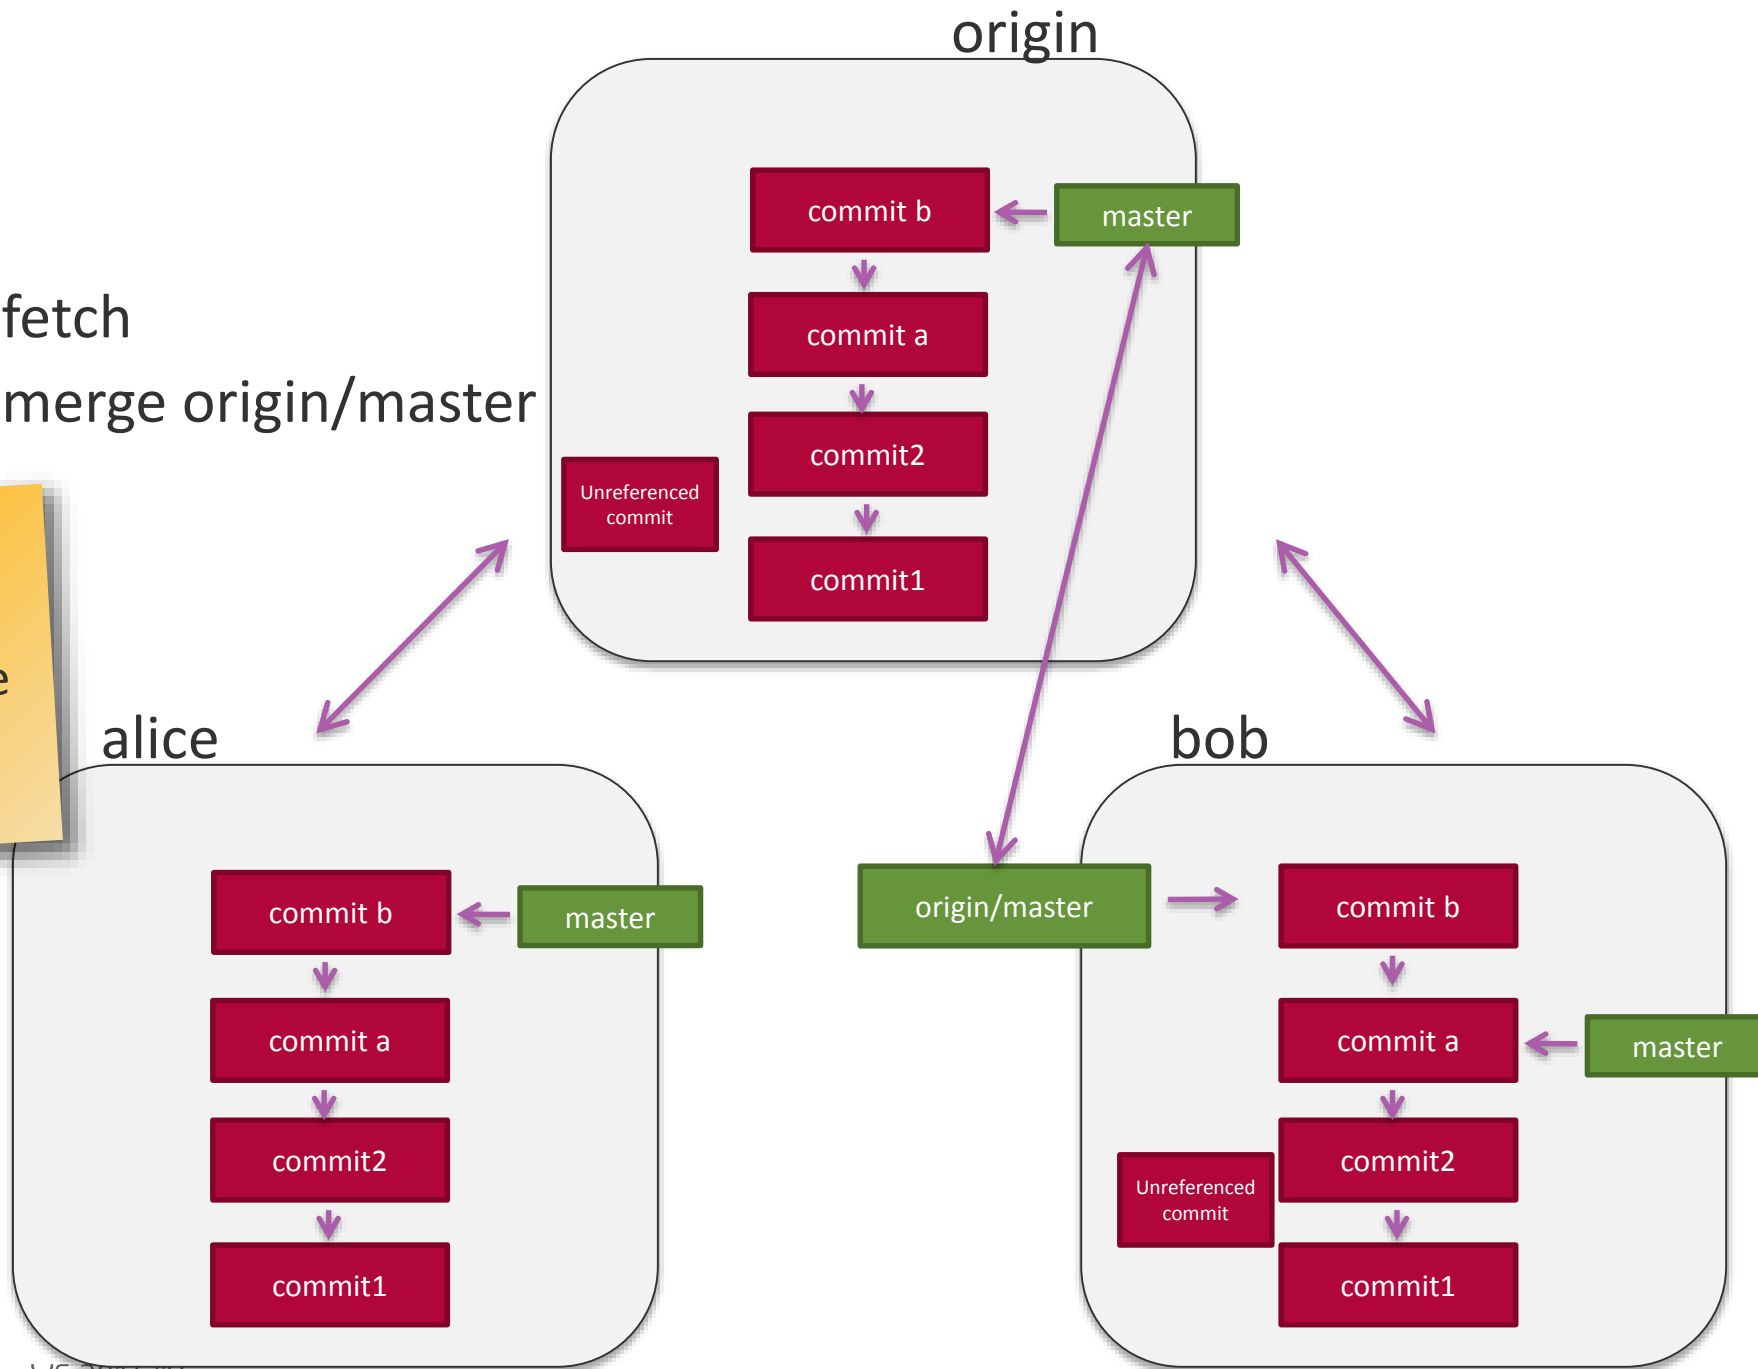 origin
commit b
master
commit a
commit2
Unreferenced
commit
commit1
fetch
merge origin/master
e
alice
commit b
master
commit a
commit2
commit1
bob
origin/master
commit b
commit a
master
commit2
Unreferenced
commit
commit1